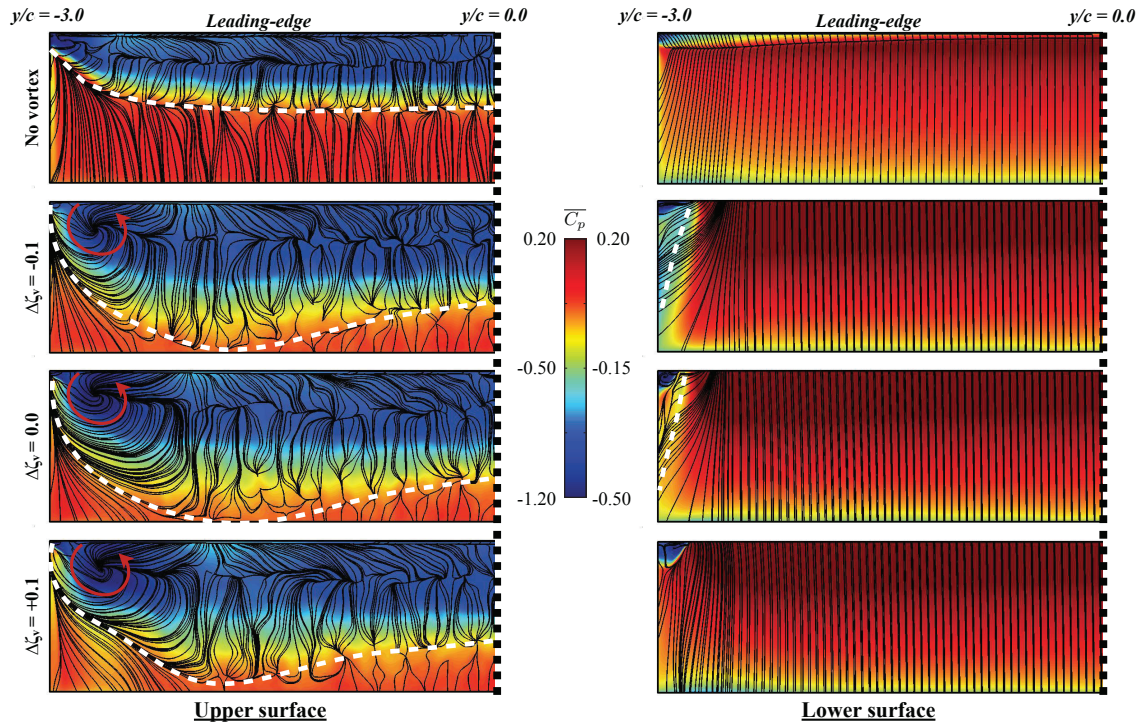 y/c = -3.0 Leading-edge y/c = 0.0
y/c = -3.0 Leading-edge y/c = 0.0
No vortex
Δζv = -0.1
Δζv = 0.0
Δζv = +0.1
Cp
0.20 0.20
-0.50 -0.15
-1.20 -0.50
Upper surface
Lower surface